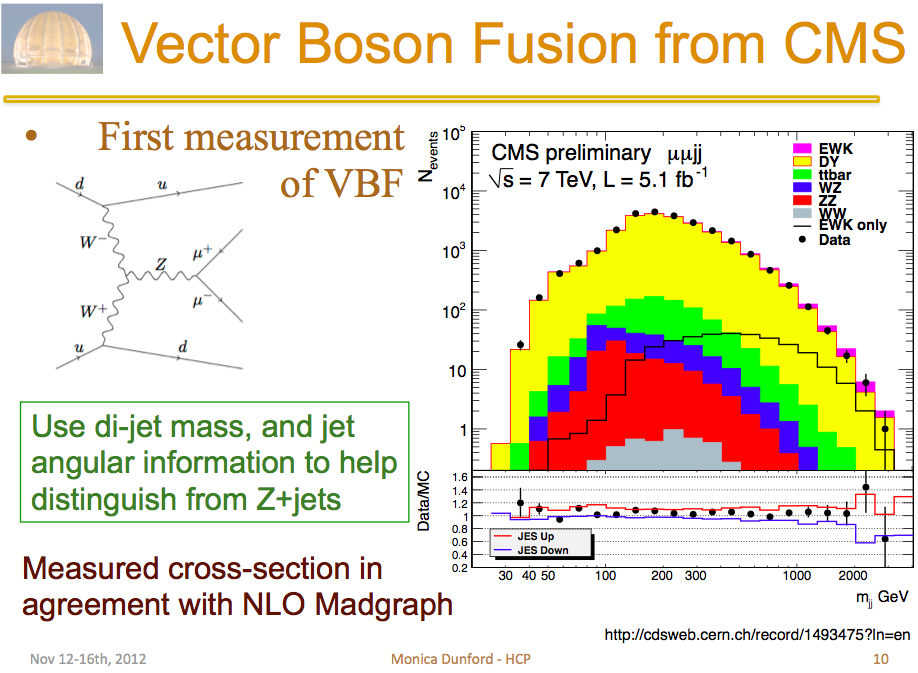 Vector Boson Fusion from CMS
• First measurement
of VBF
d
u
W−
Z
μ+
μ−
W+
u
d
Use di-jet mass, and jet
angular information to help
distinguish from Z+jets
Measured cross-section in
agreement with NLO Madgraph
CMS preliminary μμjj
√s = 7 TeV, L = 5.1 fb-1
EWK
DY
ttbar
WZ
ZZ
WW
EWK only
Data
Nevents
10^5
10^4
10^3
10^2
10
1
Data/MC
1.6
1.4
1.2
1
0.8
0.6
0.4
0.2
JES Up
JES Down
30 40 50 100 200 300 1000 2000
mjj GeV
http://cdsweb.cern.ch/record/1493475?ln=en
Nov 12-16th, 2012
Monica Dunford - HCP
10